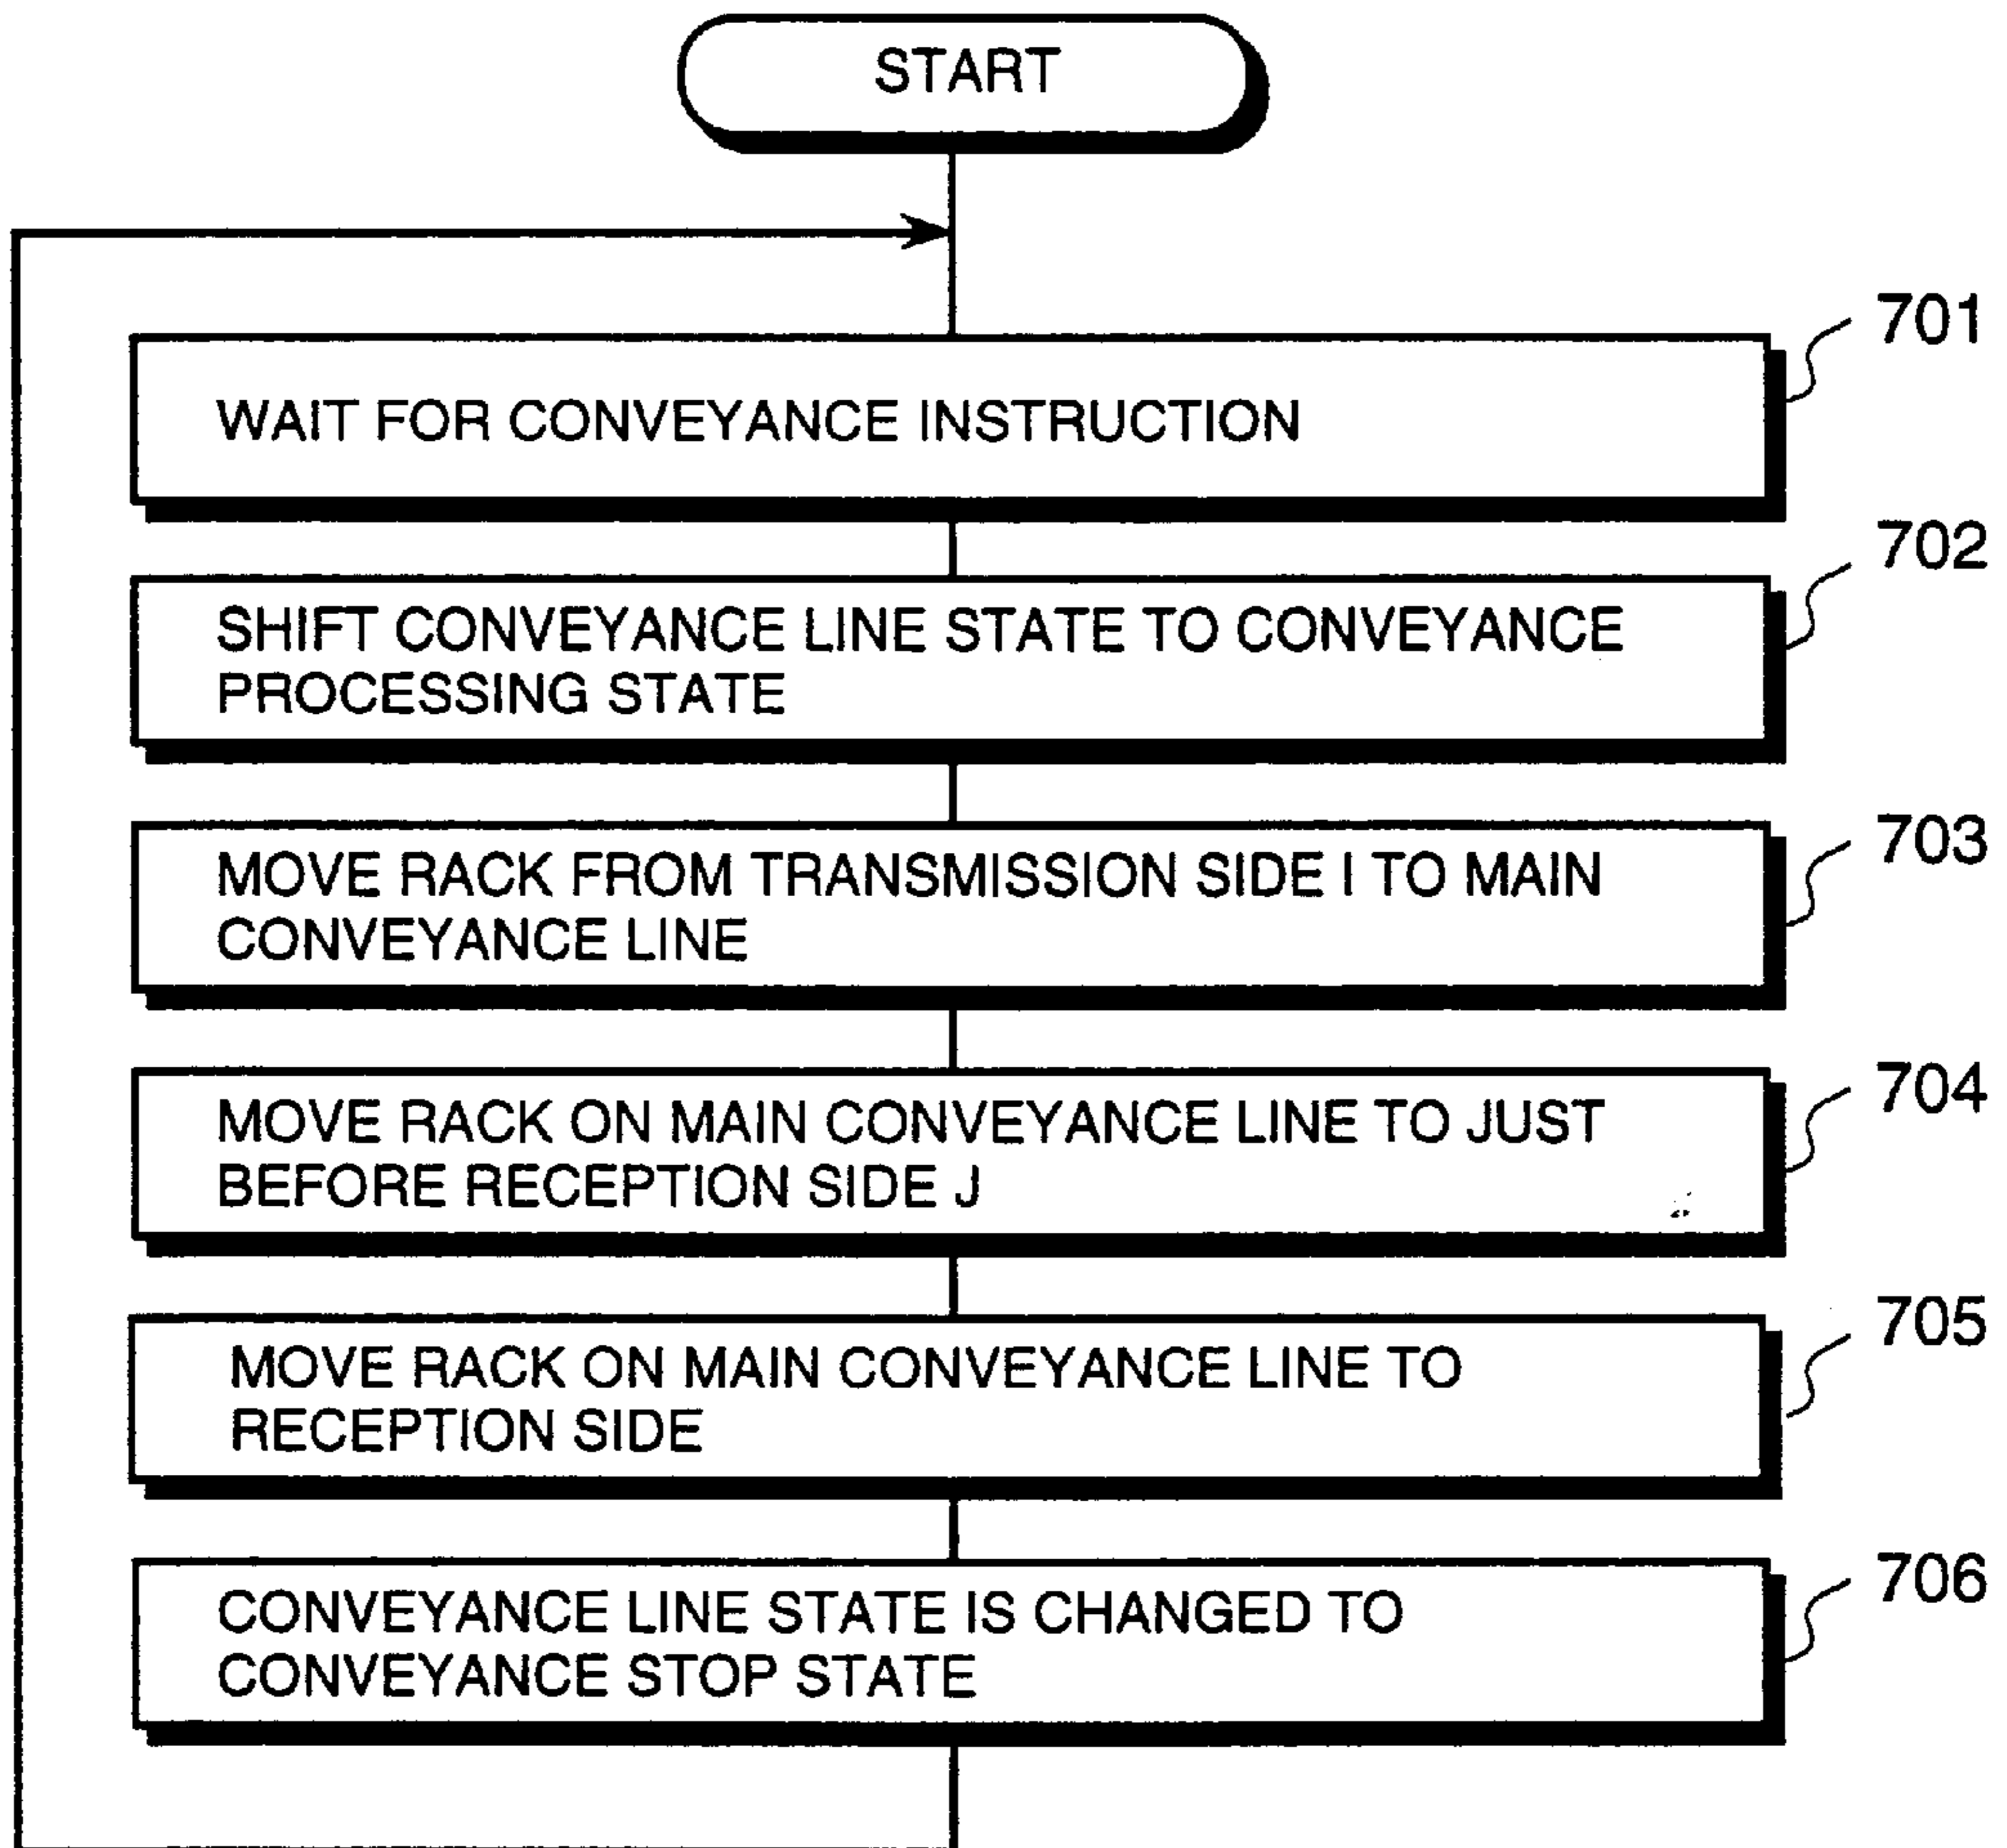 START
701
WAIT FOR CONVEYANCE INSTRUCTION
702
SHIFT CONVEYANCE LINE STATE TO CONVEYANCE
PROCESSING STATE
703
MOVE RACK FROM TRANSMISSION SIDE I TO MAIN
CONVEYANCE LINE
704
MOVE RACK ON MAIN CONVEYANCE LINE TO JUST
BEFORE RECEPTION SIDE J
705
MOVE RACK ON MAIN CONVEYANCE LINE TO
RECEPTION SIDE
706
CONVEYANCE LINE STATE IS CHANGED TO
CONVEYANCE STOP STATE